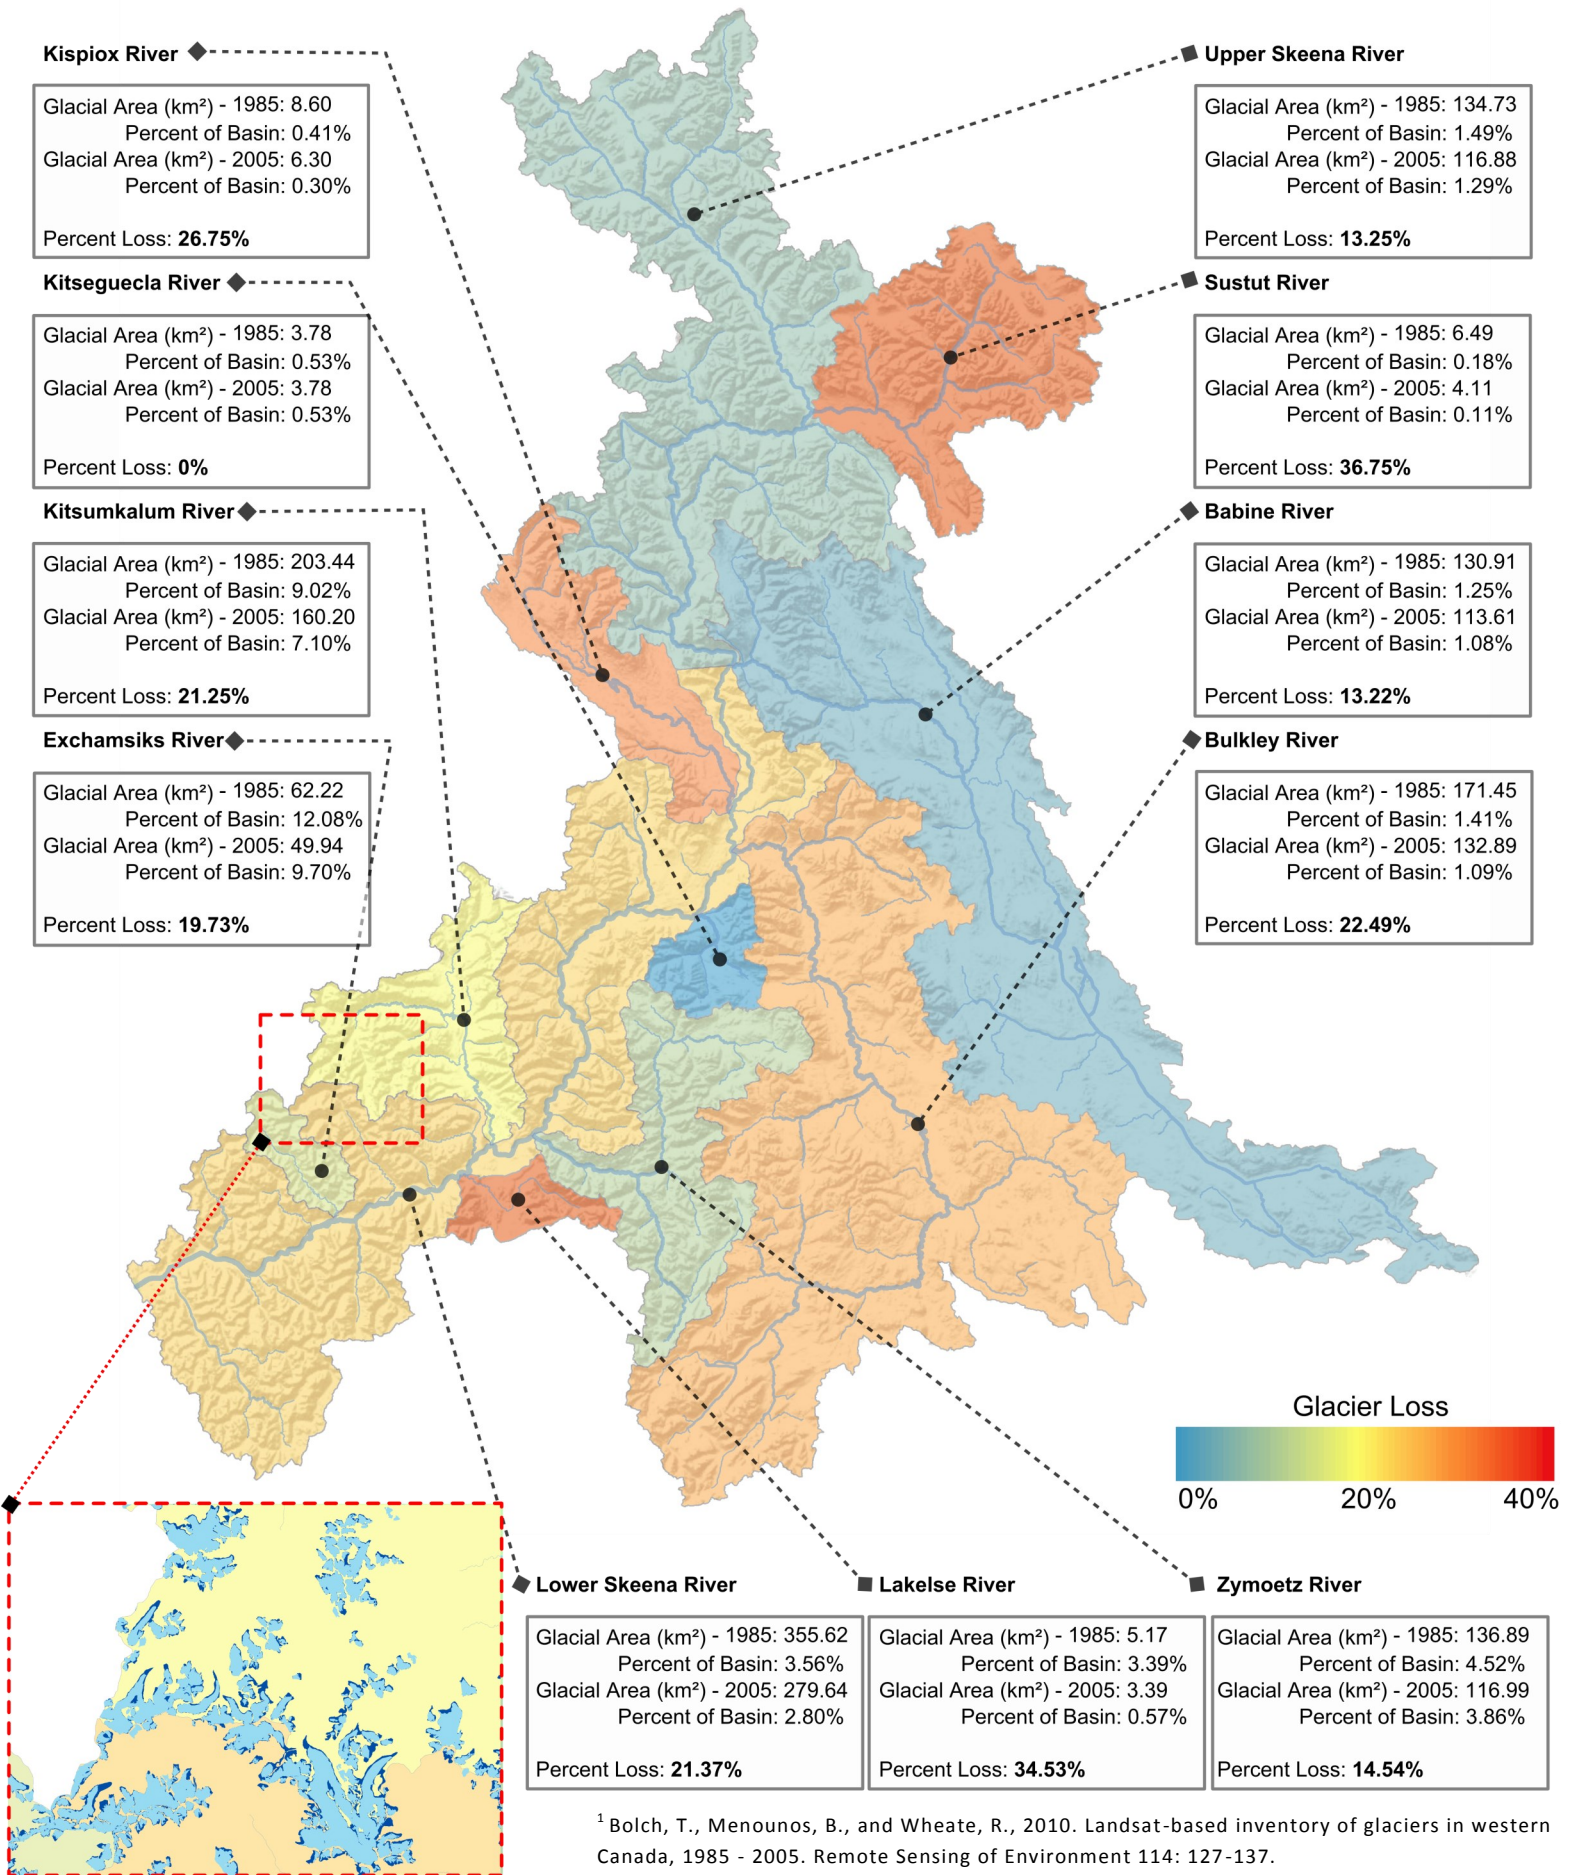 Kispiox River
Glacial Area (km²) - 1985: 8.60
Percent of Basin: 0.41%
Glacial Area (km²) - 2005: 6.30
Percent of Basin: 0.30%
Percent Loss: 26.75%
Kitseguecla River
Glacial Area (km²) - 1985: 3.78
Percent of Basin: 0.53%
Glacial Area (km²) - 2005: 3.78
Percent of Basin: 0.53%
Percent Loss: 0%
Kitsumkalum River
Glacial Area (km²) - 1985: 203.44
Percent of Basin: 9.02%
Glacial Area (km²) - 2005: 160.20
Percent of Basin: 7.10%
Percent Loss: 21.25%
Exchamsiks River
Glacial Area (km²) - 1985: 62.22
Percent of Basin: 12.08%
Glacial Area (km²) - 2005: 49.94
Percent of Basin: 9.70%
Percent Loss: 19.73%
Upper Skeena River
Glacial Area (km²) - 1985: 134.73
Percent of Basin: 1.49%
Glacial Area (km²) - 2005: 116.88
Percent of Basin: 1.29%
Percent Loss: 13.25%
Sustut River
Glacial Area (km²) - 1985: 6.49
Percent of Basin: 0.18%
Glacial Area (km²) - 2005: 4.11
Percent of Basin: 0.11%
Percent Loss: 36.75%
Babine River
Glacial Area (km²) - 1985: 130.91
Percent of Basin: 1.25%
Glacial Area (km²) - 2005: 113.61
Percent of Basin: 1.08%
Percent Loss: 13.22%
Bulkley River
Glacial Area (km²) - 1985: 171.45
Percent of Basin: 1.41%
Glacial Area (km²) - 2005: 132.89
Percent of Basin: 1.09%
Percent Loss: 22.49%
Glacier Loss
0% 20% 40%
Lower Skeena River
Glacial Area (km²) - 1985: 355.62
Percent of Basin: 3.56%
Glacial Area (km²) - 2005: 279.64
Percent of Basin: 2.80%
Percent Loss: 21.37%
Lakelse River
Glacial Area (km²) - 1985: 5.17
Percent of Basin: 3.39%
Glacial Area (km²) - 2005: 3.39
Percent of Basin: 0.57%
Percent Loss: 34.53%
Zymoetz River
Glacial Area (km²) - 1985: 136.89
Percent of Basin: 4.52%
Glacial Area (km²) - 2005: 116.99
Percent of Basin: 3.86%
Percent Loss: 14.54%
¹ Bolch, T., Menounos, B., and Wheate, R., 2010. Landsat-based inventory of glaciers in western
Canada, 1985 - 2005. Remote Sensing of Environment 114: 127-137.